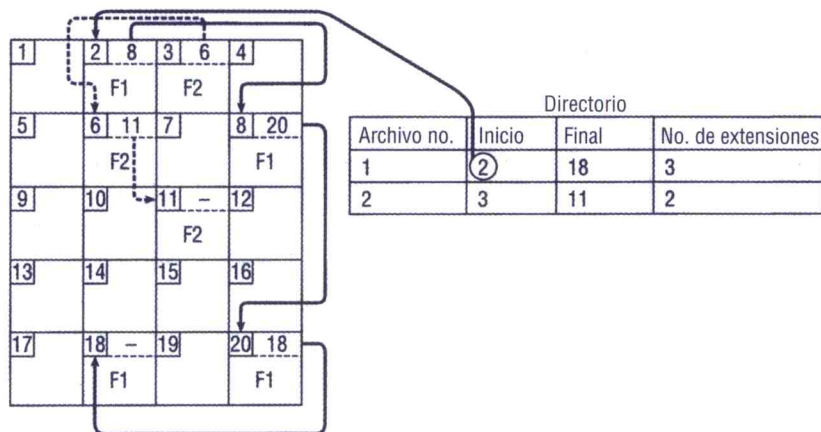 1 2 8 3 6 4
F1 F2
5 6 11 7 8 20
F2 F1
9 10 11 – 12
F2
13 14 15 16
17 18 – 19 20 18
F1 F1
Directorio
Archivo no. Inicio Final No. de extensiones
1 2 18 3
2 3 11 2